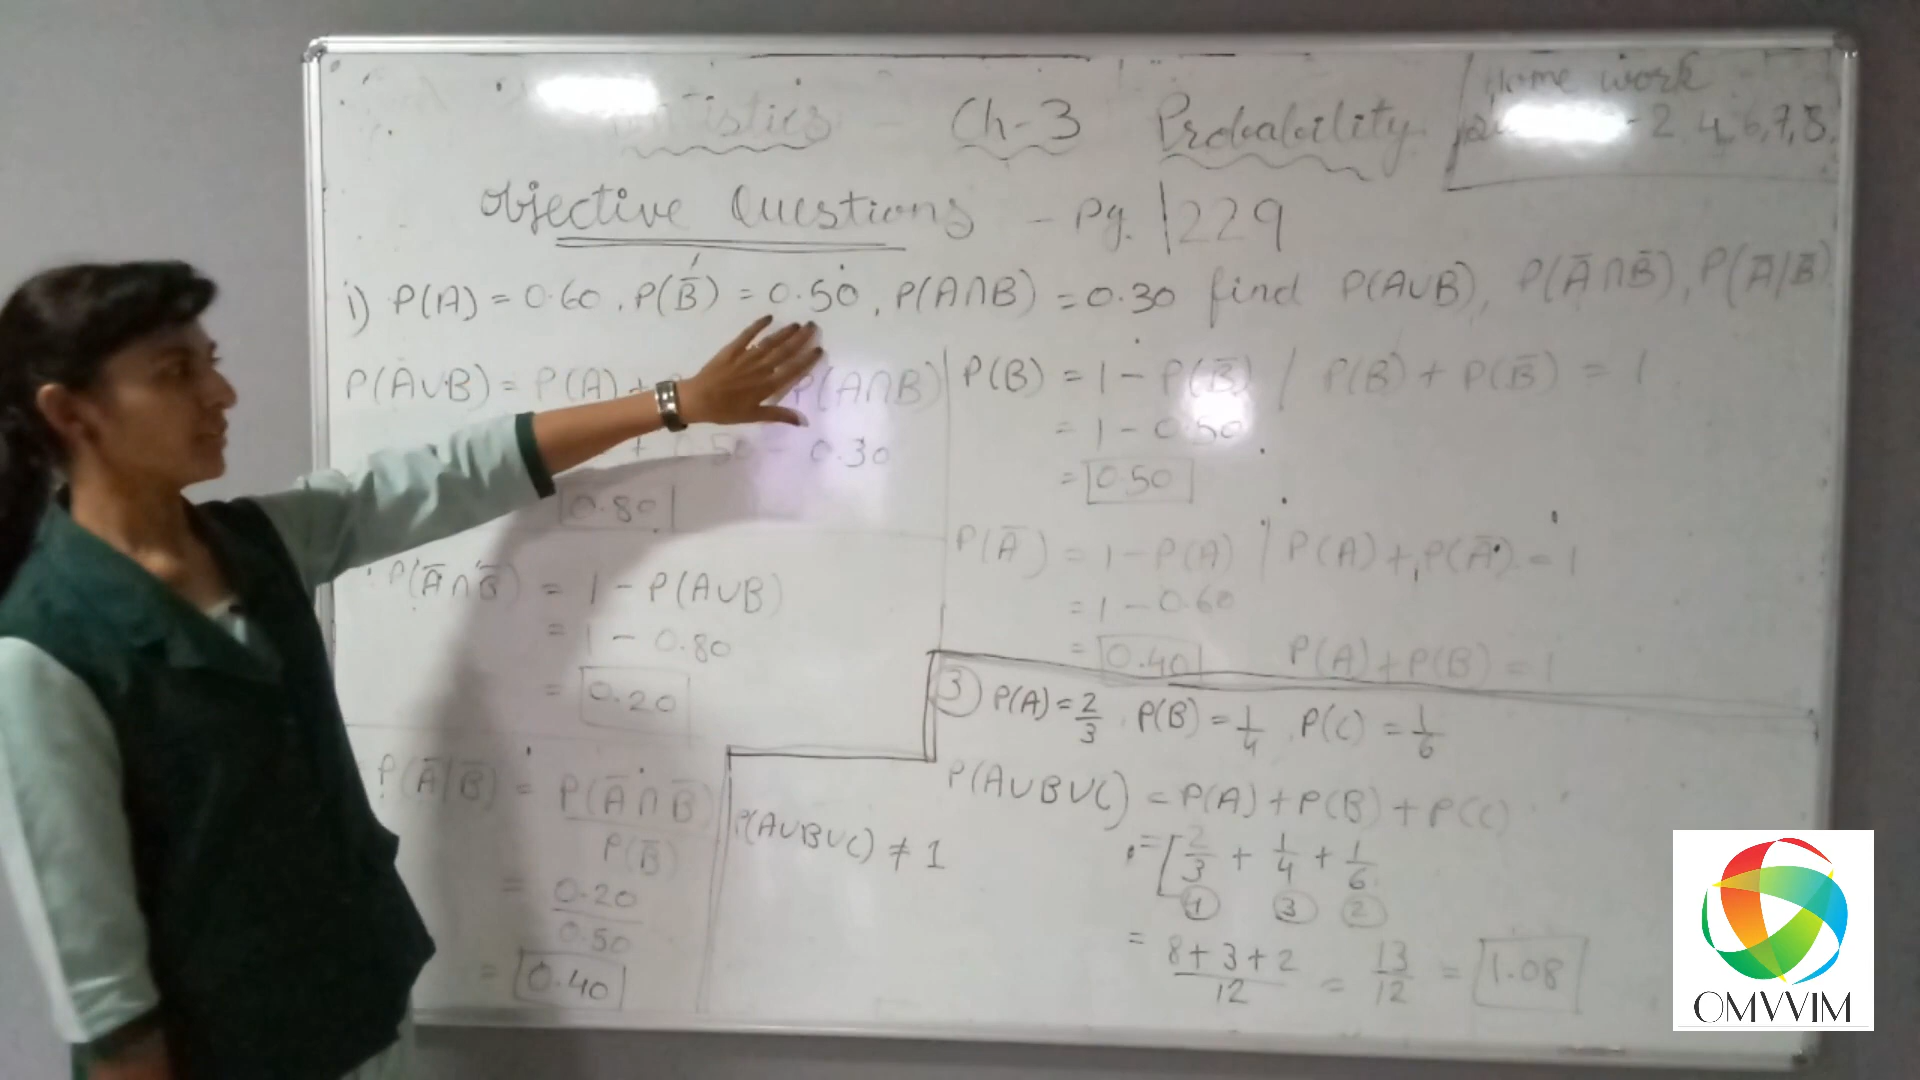 Ch-3 Probability
Home work
2, 4, 6, 7, 8.
Objective Questions - Pg. 229
i) P(A) = 0.60, P(B̅) = 0.50, P(A∩B) = 0.30 find P(A∪B), P(A̅∩B̅), P(A̅|B̅)
P(A∪B) = P(A) + P(A∩B)
+ 0.50 - 0.30
0.80
P(A̅∩B̅) = 1 - P(A∪B)
= 1 - 0.80
= 0.20
P(A̅|B̅) = P(A̅∩B̅)
P(B̅)
= 0.20
0.50
= 0.40
P(B) = 1 - P(B̅) / P(B) + P(B̅) = 1
= 1 - 0.50
= 0.50
P(A̅) = 1 - P(A) | P(A) + P(A̅) = 1
= 1 - 0.60
= 0.40 P(A) + P(B) = 1
③ P(A) = 2/3, P(B) = 1/4, P(C) = 1/6
P(A∪B∪C) = P(A) + P(B) + P(C)
P(A∪B∪C) ≠ 1
= [2/3 + 1/4 + 1/6
③ ②
= 8+3+2/12 = 13/12 = 1.08
OMVVIM